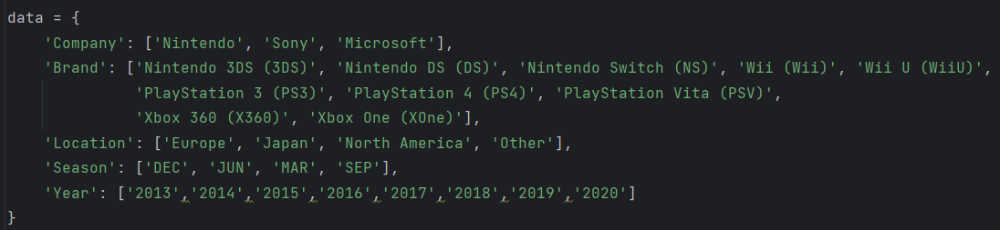 data = {
    'Company': ['Nintendo', 'Sony', 'Microsoft'],
    'Brand': ['Nintendo 3DS (3DS)', 'Nintendo DS (DS)', 'Nintendo Switch (NS)', 'Wii (Wii)', 'Wii U (WiiU)',
              'PlayStation 3 (PS3)', 'PlayStation 4 (PS4)', 'PlayStation Vita (PSV)',
              'Xbox 360 (X360)', 'Xbox One (XOne)'],
    'Location': ['Europe', 'Japan', 'North America', 'Other'],
    'Season': ['DEC', 'JUN', 'MAR', 'SEP'],
    'Year': ['2013','2014','2015','2016','2017','2018','2019','2020']
}